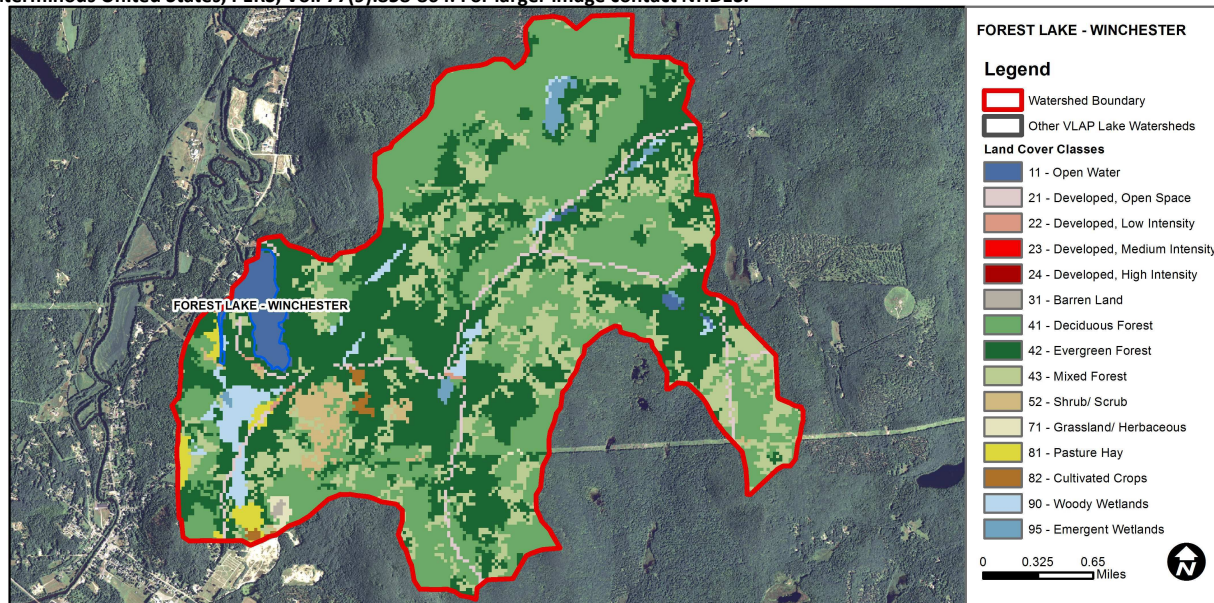 FOREST LAKE - WINCHESTER
FOREST LAKE - WINCHESTER
Legend
Watershed Boundary
Other VLAP Lake Watersheds
Land Cover Classes
11 - Open Water
21 - Developed, Open Space
22 - Developed, Low Intensity
23 - Developed, Medium Intensity
24 - Developed, High Intensity
31 - Barren Land
41 - Deciduous Forest
42 - Evergreen Forest
43 - Mixed Forest
52 - Shrub/ Scrub
71 - Grassland/ Herbaceous
81 - Pasture Hay
82 - Cultivated Crops
90 - Woody Wetlands
95 - Emergent Wetlands
0 0.325 0.65
Miles
N